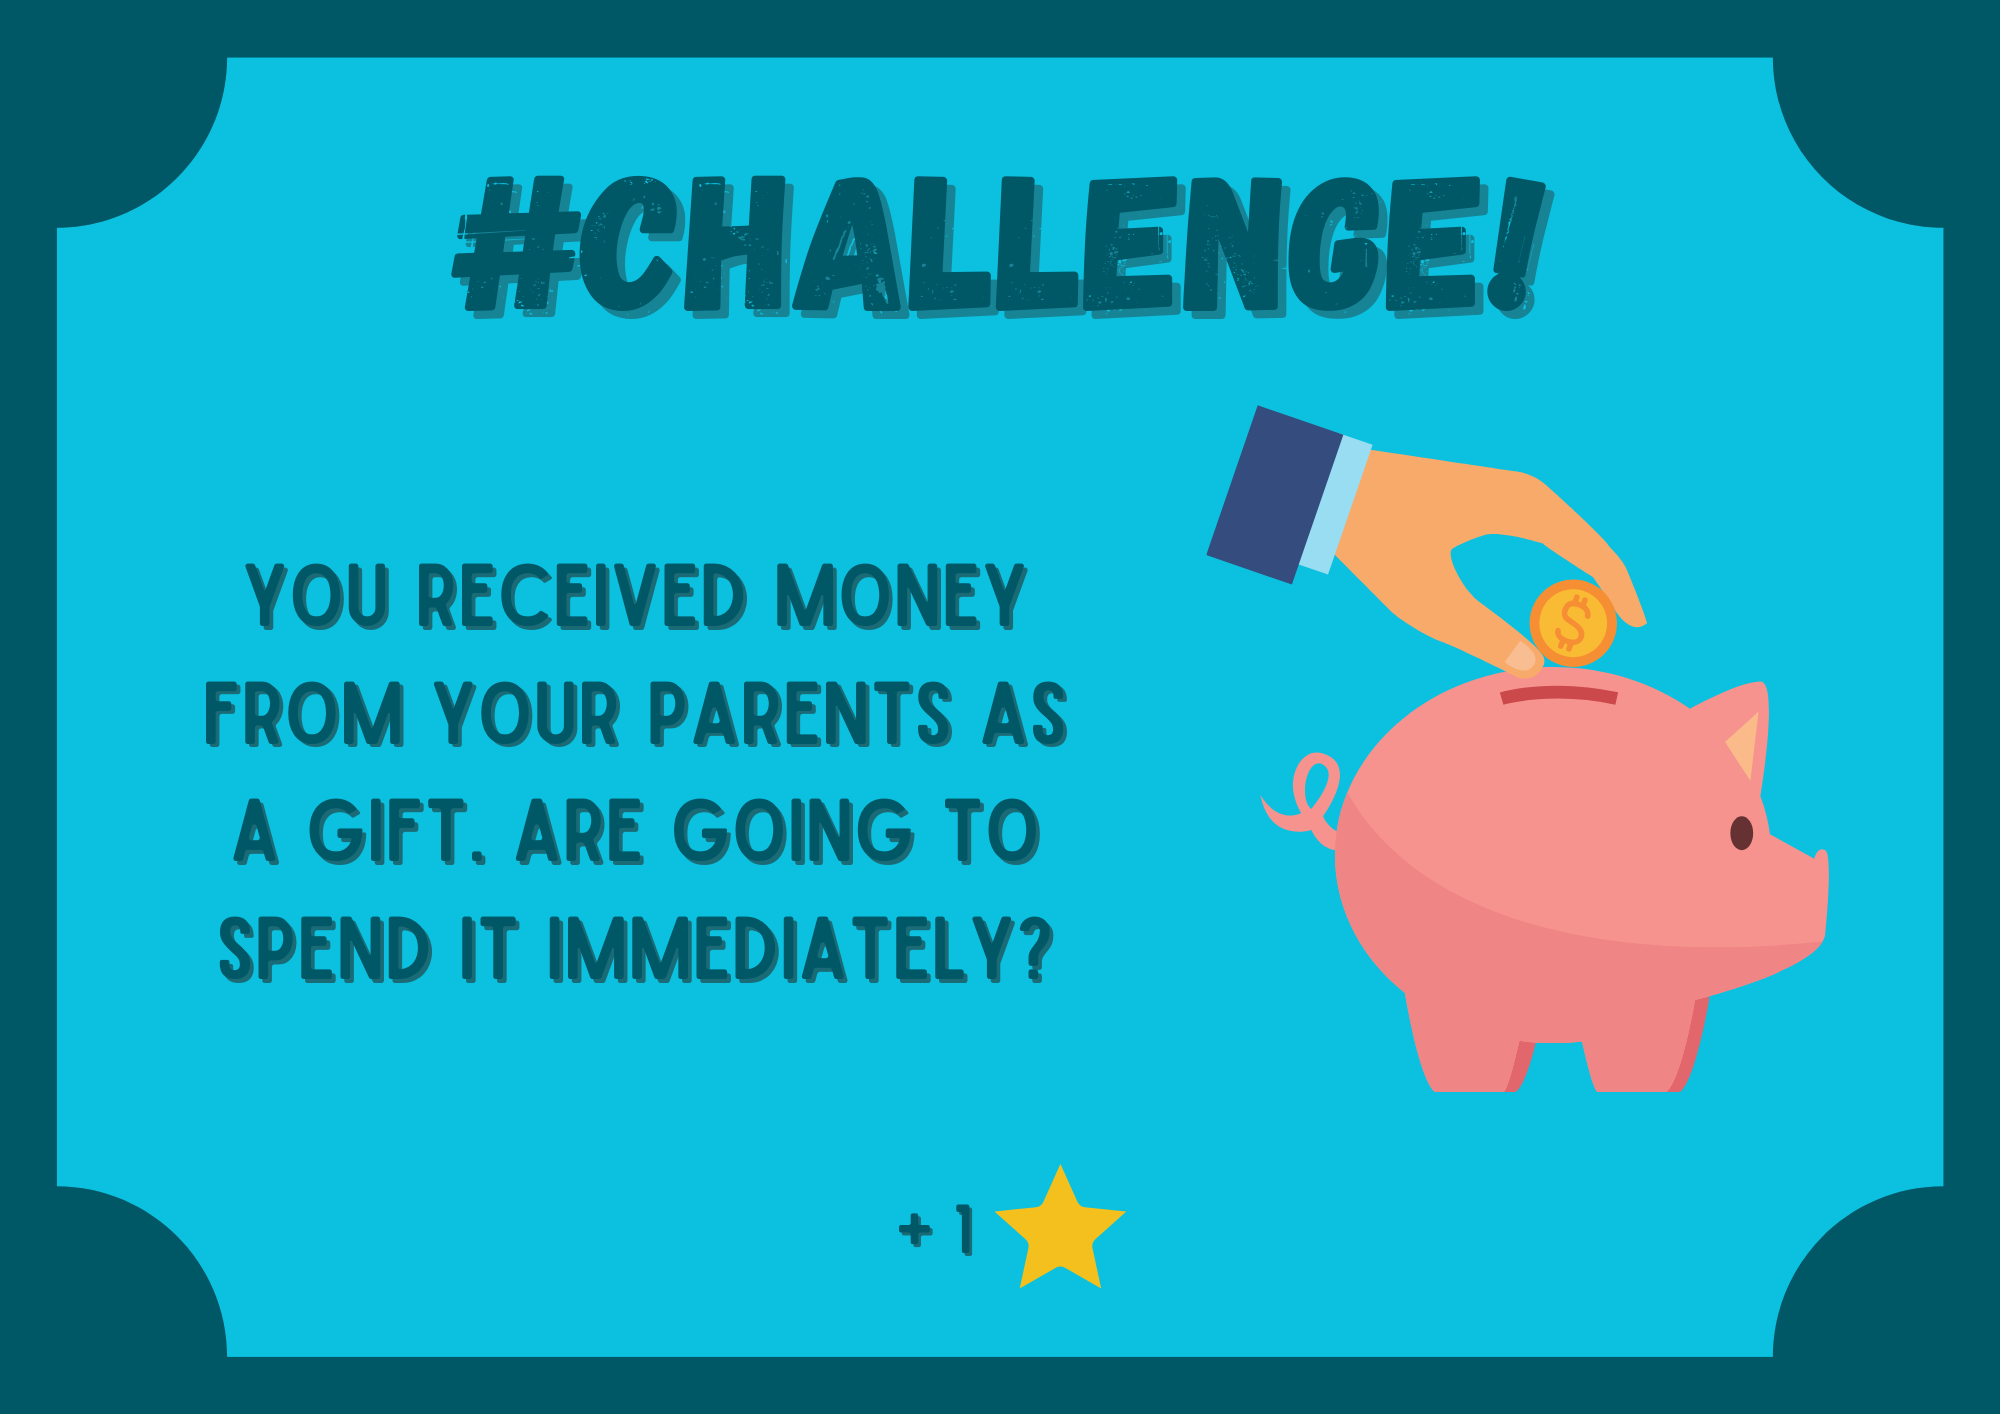 #CHALLENGE!
YOU RECEIVED MONEY
FROM YOUR PARENTS AS
A GIFT. ARE GOING TO
SPEND IT IMMEDIATELY?
$
+ 1